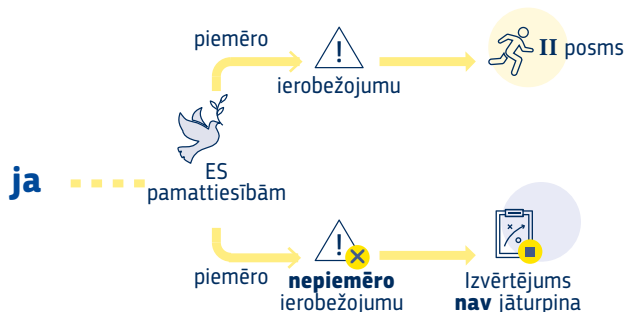 piemēro
ierobežojumu
II posms
ja
ES
pamattiesībām
piemēro
nepiemēro
ierobežojumu
Izvērtējums
nav jāturpina